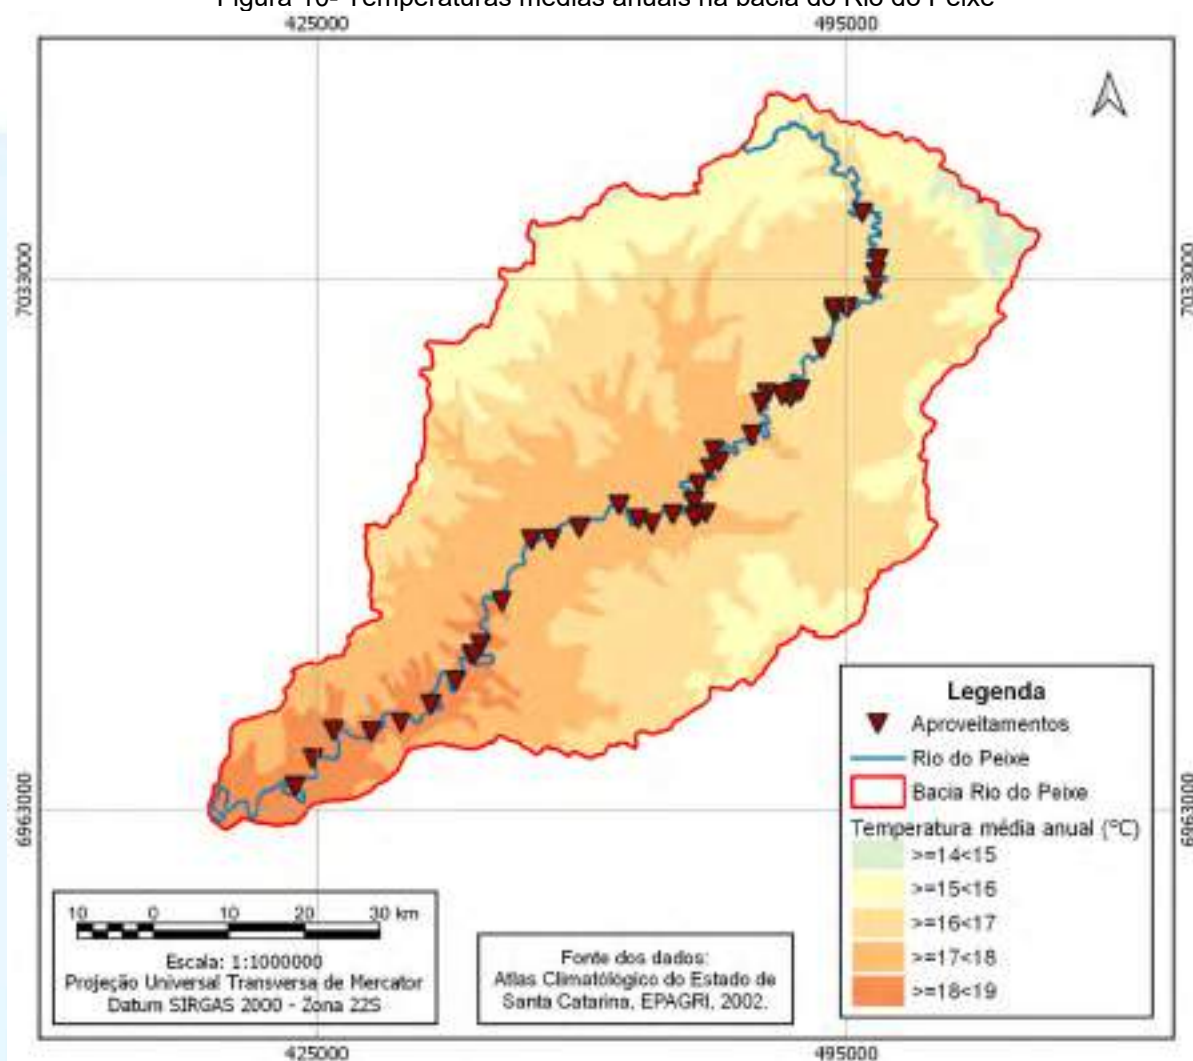 Figura 10- Temperaturas médias anuais na bacia do Rio do Peixe
425000
495000
7033000
7033000
6963000
6963000
Legenda
Aproveitamentos
Rio do Peixe
Bacia Rio do Peixe
Temperatura média anual (°C)
>=14<15
>=15<16
>=16<17
>=17<18
>=18<19
10 0 10 20 30 km
Escala: 1:1000000
Projeção Universal Transversa de Mercator
Datum SIRGAS 2000 - Zona 22S
Fonte dos dados:
Atlas Climatólógico do Estado de
Santa Catarina, EPAGRI, 2002.
425000
495000